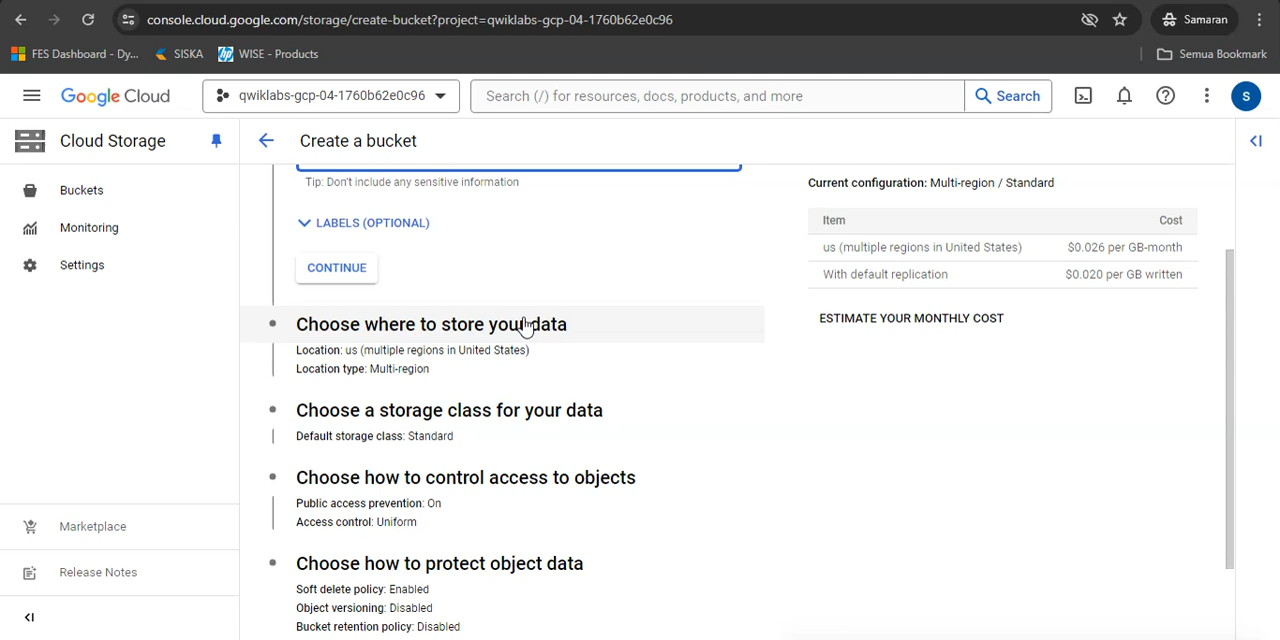 console.cloud.google.com/storage/create-bucket?project=qwiklabs-gcp-04-1760b62e0c96
Samaran
FES Dashboard - Dy...
SISKA
WISE - Products
Semua Bookmark
Google Cloud
qwiklabs-gcp-04-1760b62e0c96
Search (/) for resources, docs, products, and more
Search
S
Cloud Storage
Create a bucket
Buckets
Monitoring
Settings
Marketplace
Release Notes
Tip: Don't include any sensitive information
LABELS (OPTIONAL)
CONTINUE
Choose where to store your data
Location: us (multiple regions in United States)
Location type: Multi-region
Choose a storage class for your data
Default storage class: Standard
Choose how to control access to objects
Public access prevention: On
Access control: Uniform
Choose how to protect object data
Soft delete policy: Enabled
Object versioning: Disabled
Bucket retention policy: Disabled
Current configuration: Multi-region / Standard
Item Cost
us (multiple regions in United States) $0.026 per GB-month
With default replication $0.020 per GB written
ESTIMATE YOUR MONTHLY COST